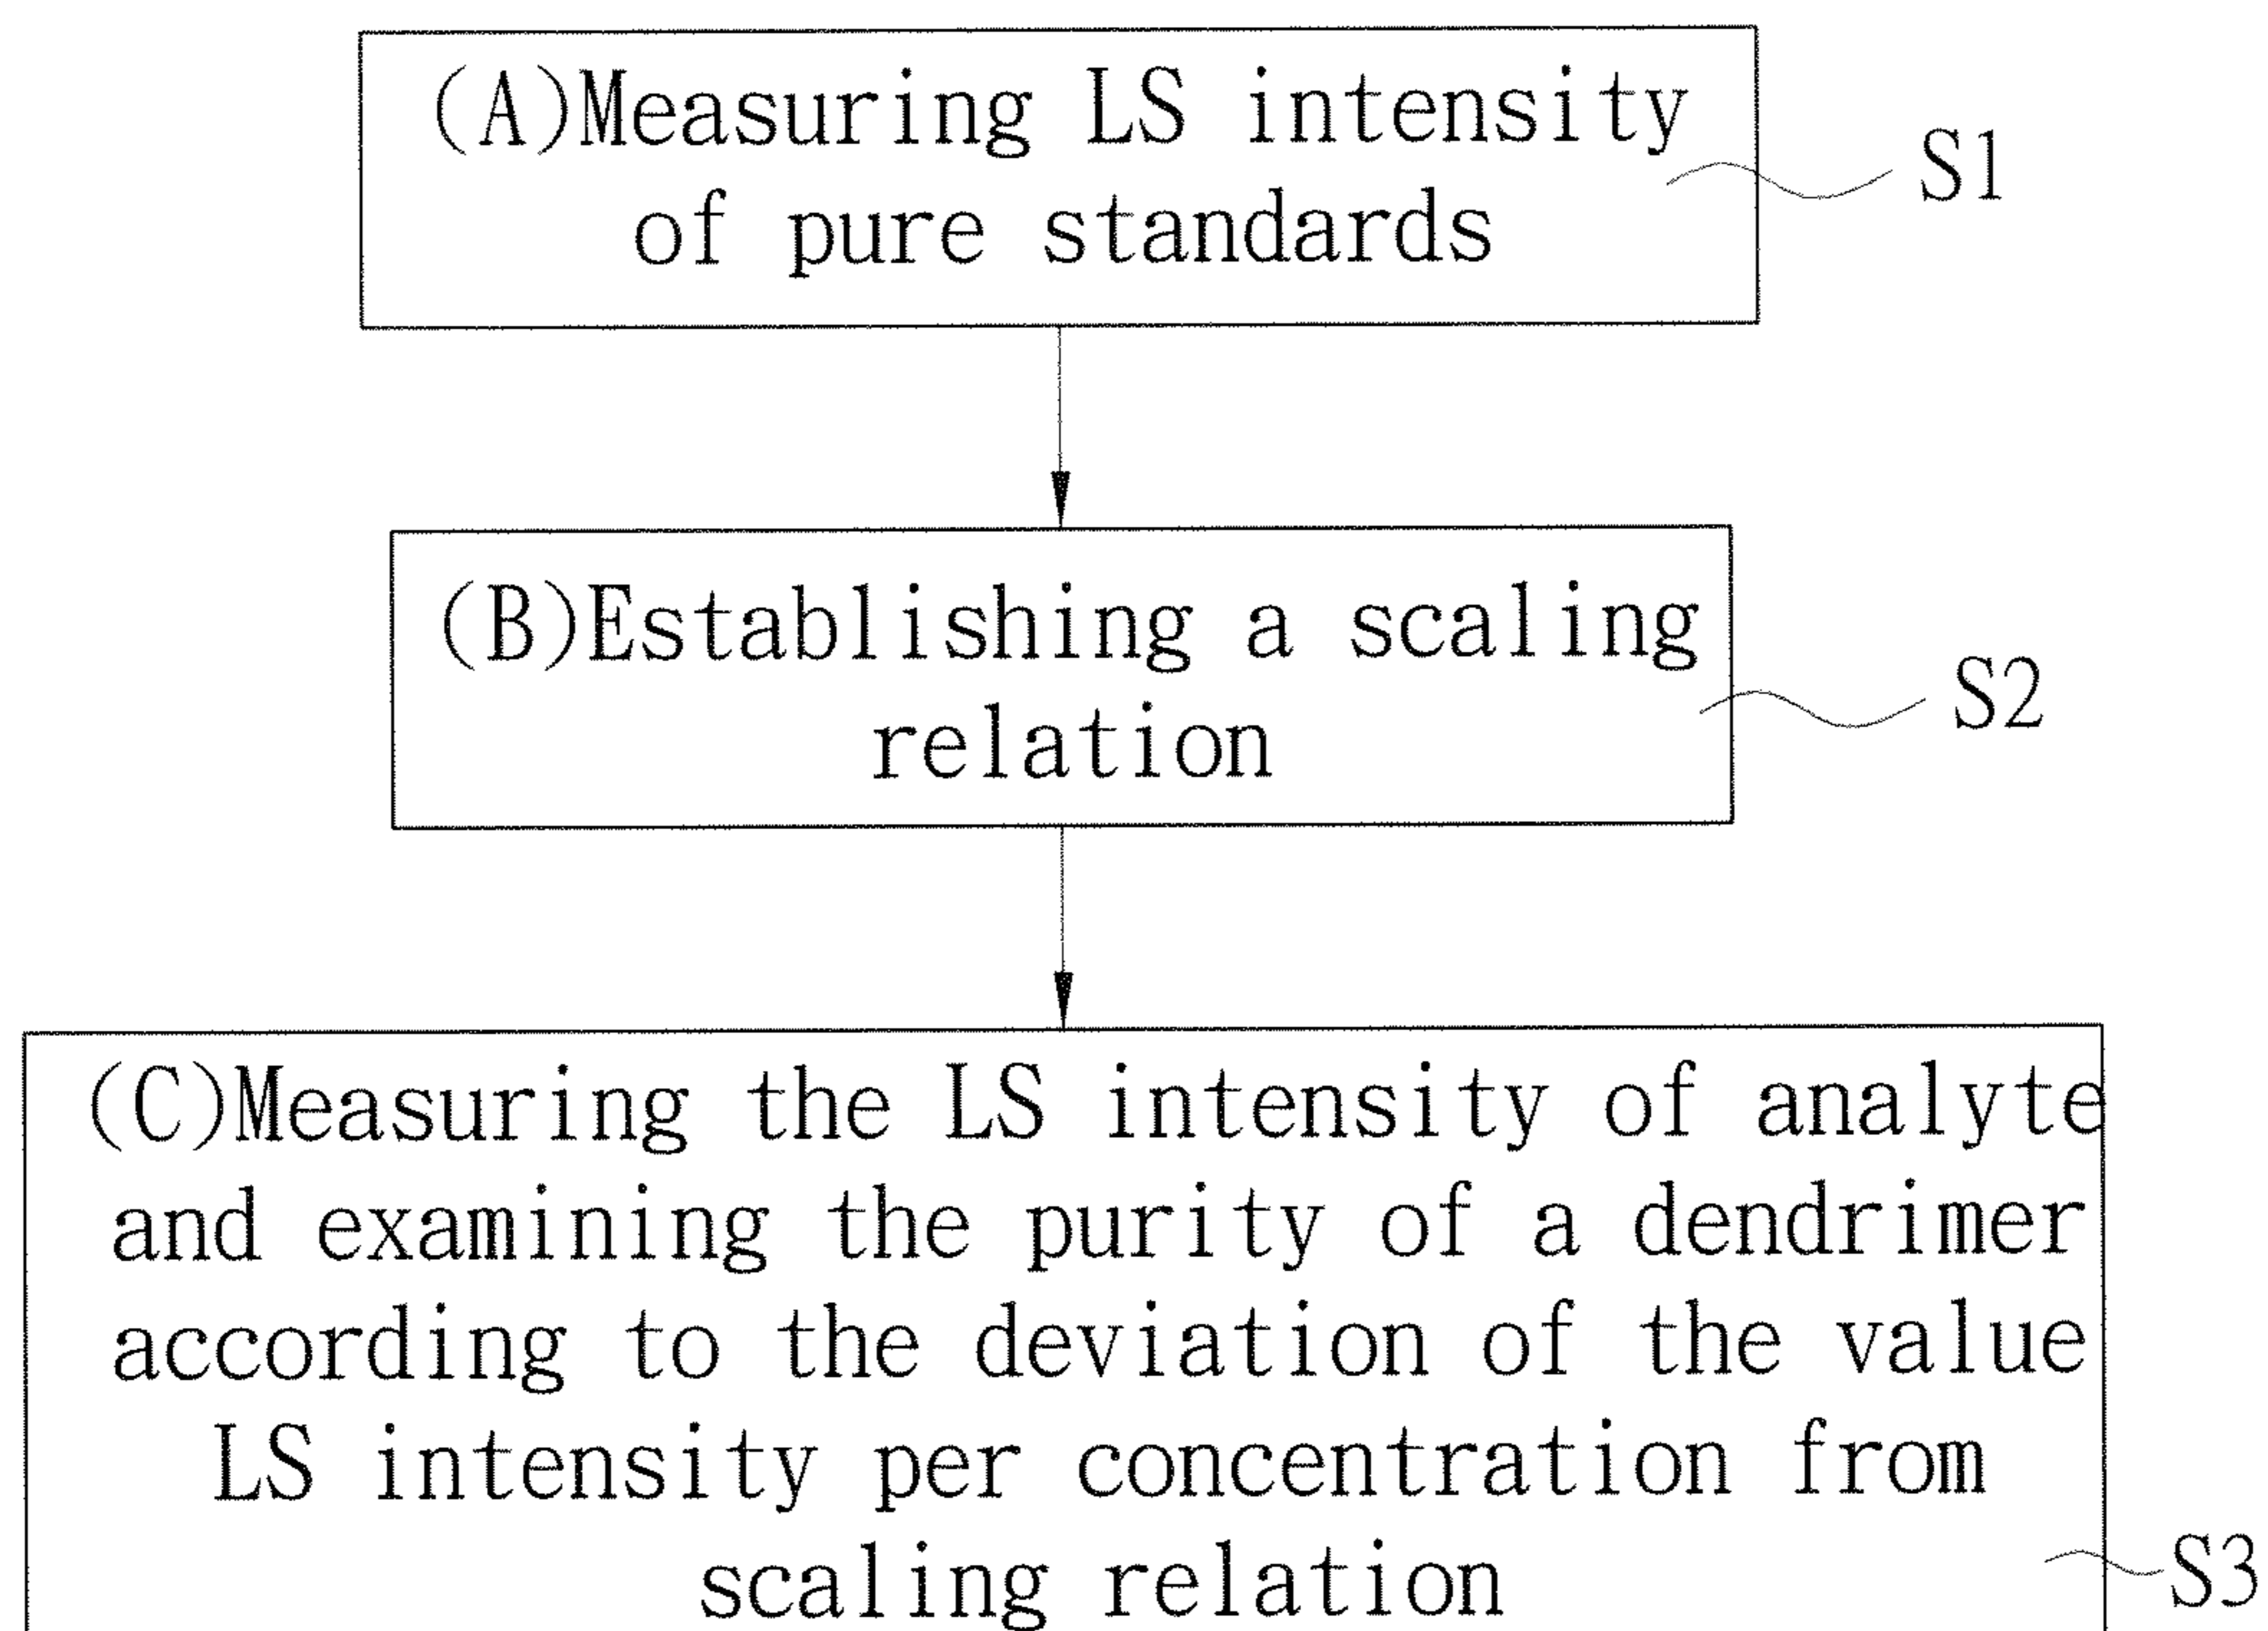 (A)Measuring LS intensity
of pure standards
S1
(B)Establishing a scaling
relation
S2
(C)Measuring the LS intensity of analyte
and examining the purity of a dendrimer
according to the deviation of the value
LS intensity per concentration from
scaling relation
S3